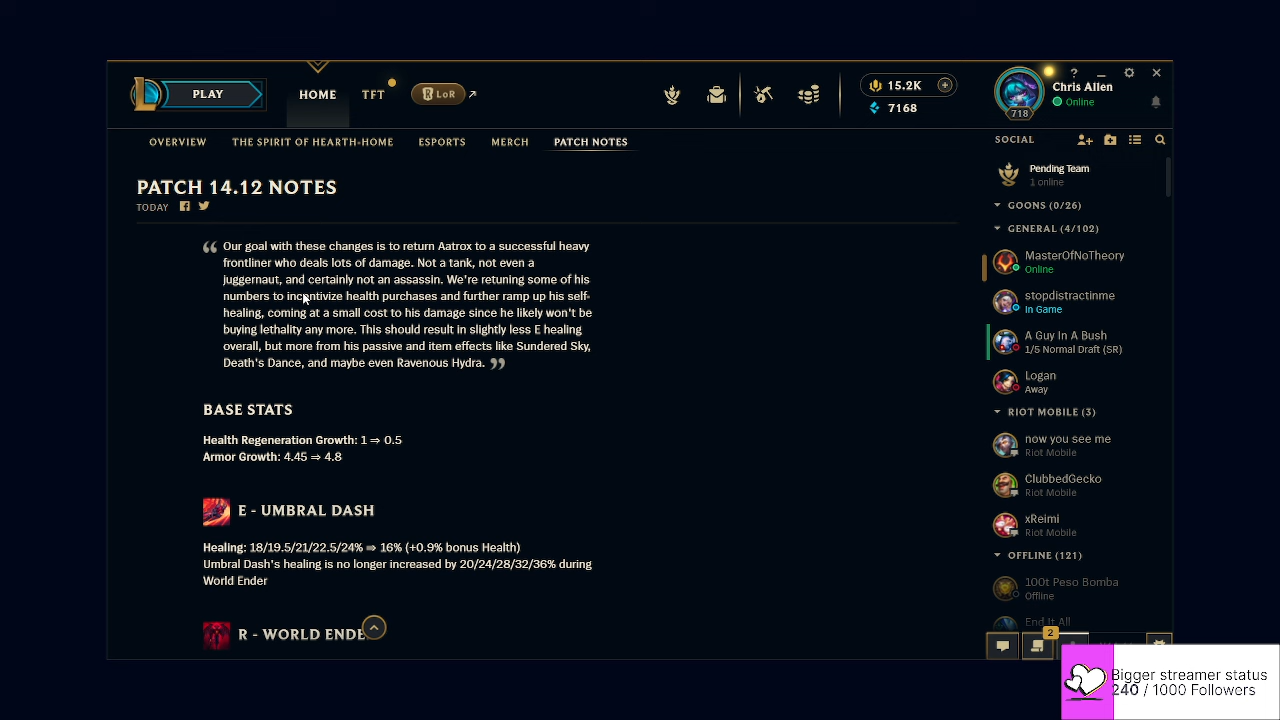 PLAY
HOME
TFT
LoR
15.2K
7168
718
Chris Allen
Online
OVERVIEW
THE SPIRIT OF HEARTH-HOME
ESPORTS
MERCH
PATCH NOTES
PATCH 14.12 NOTES
TODAY
“ Our goal with these changes is to return Aatrox to a successful heavy
frontliner who deals lots of damage. Not a tank, not even a
juggernaut, and certainly not an assassin. We're retuning some of his
numbers to incentivize health purchases and further ramp up his self-
healing, coming at a small cost to his damage since he likely won't be
buying lethality any more. This should result in slightly less E healing
overall, but more from his passive and item effects like Sundered Sky,
Death's Dance, and maybe even Ravenous Hydra. ”
BASE STATS
Health Regeneration Growth: 1 ⇒ 0.5
Armor Growth: 4.45 ⇒ 4.8
E - UMBRAL DASH
Healing: 18/19.5/21/22.5/24% ⇒ 16% (+0.9% bonus Health)
Umbral Dash's healing is no longer increased by 20/24/28/32/36% during
World Ender
R - WORLD ENDE
SOCIAL
Pending Team
1 online
GOONS (0/26)
GENERAL (4/102)
MasterOfNoTheory
Online
stopdistractinme
In Game
A Guy In A Bush
1/5 Normal Draft (SR)
Logan
Away
RIOT MOBILE (3)
now you see me
Riot Mobile
ClubbedGecko
Riot Mobile
xReimi
Riot Mobile
OFFLINE (121)
100t Peso Bomba
Offline
End It All
2
Bigger streamer status
240 / 1000 Followers